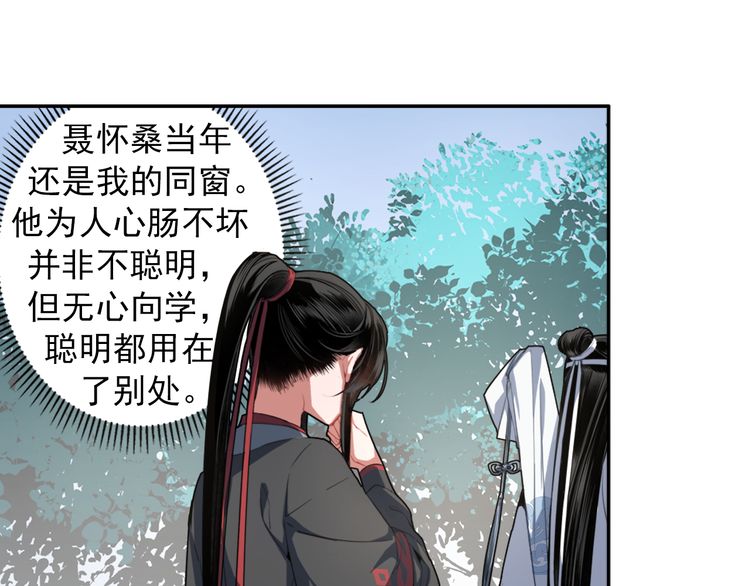 聂怀桑当年
还是我的同窗。
他为人心肠不坏
并非不聪明，
但无心向学，
聪明都用在
了别处。